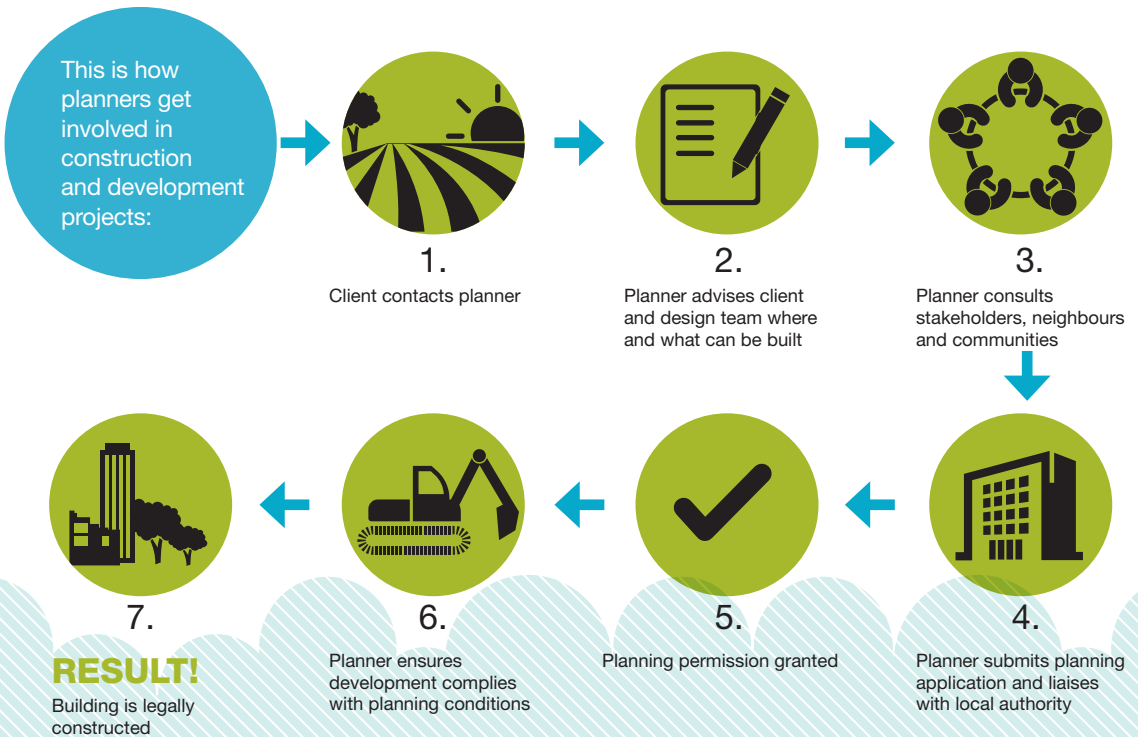 This is how
planners get
involved in
construction
and development
projects:
1.
Client contacts planner
2.
Planner advises client
and design team where
and what can be built
3.
Planner consults
stakeholders, neighbours
and communities
4.
Planner submits planning
application and liaises
with local authority
5.
Planning permission granted
6.
Planner ensures
development complies
with planning conditions
7.
RESULT!
Building is legally
constructed